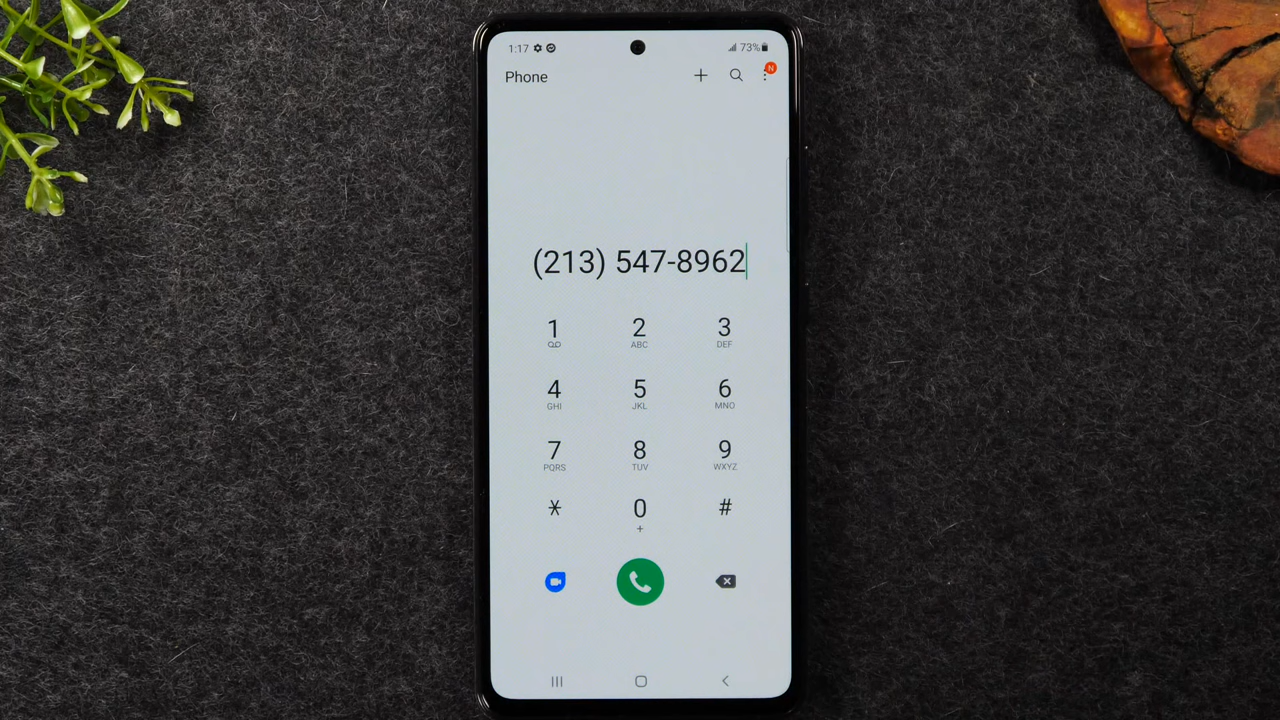 1:17 73%
Phone
N
(213) 547-8962
1 2 3
ABC DEF
4 5 6
GHI JKL MNO
7 8 9
PQRS TUV WXYZ
* 0 #
+